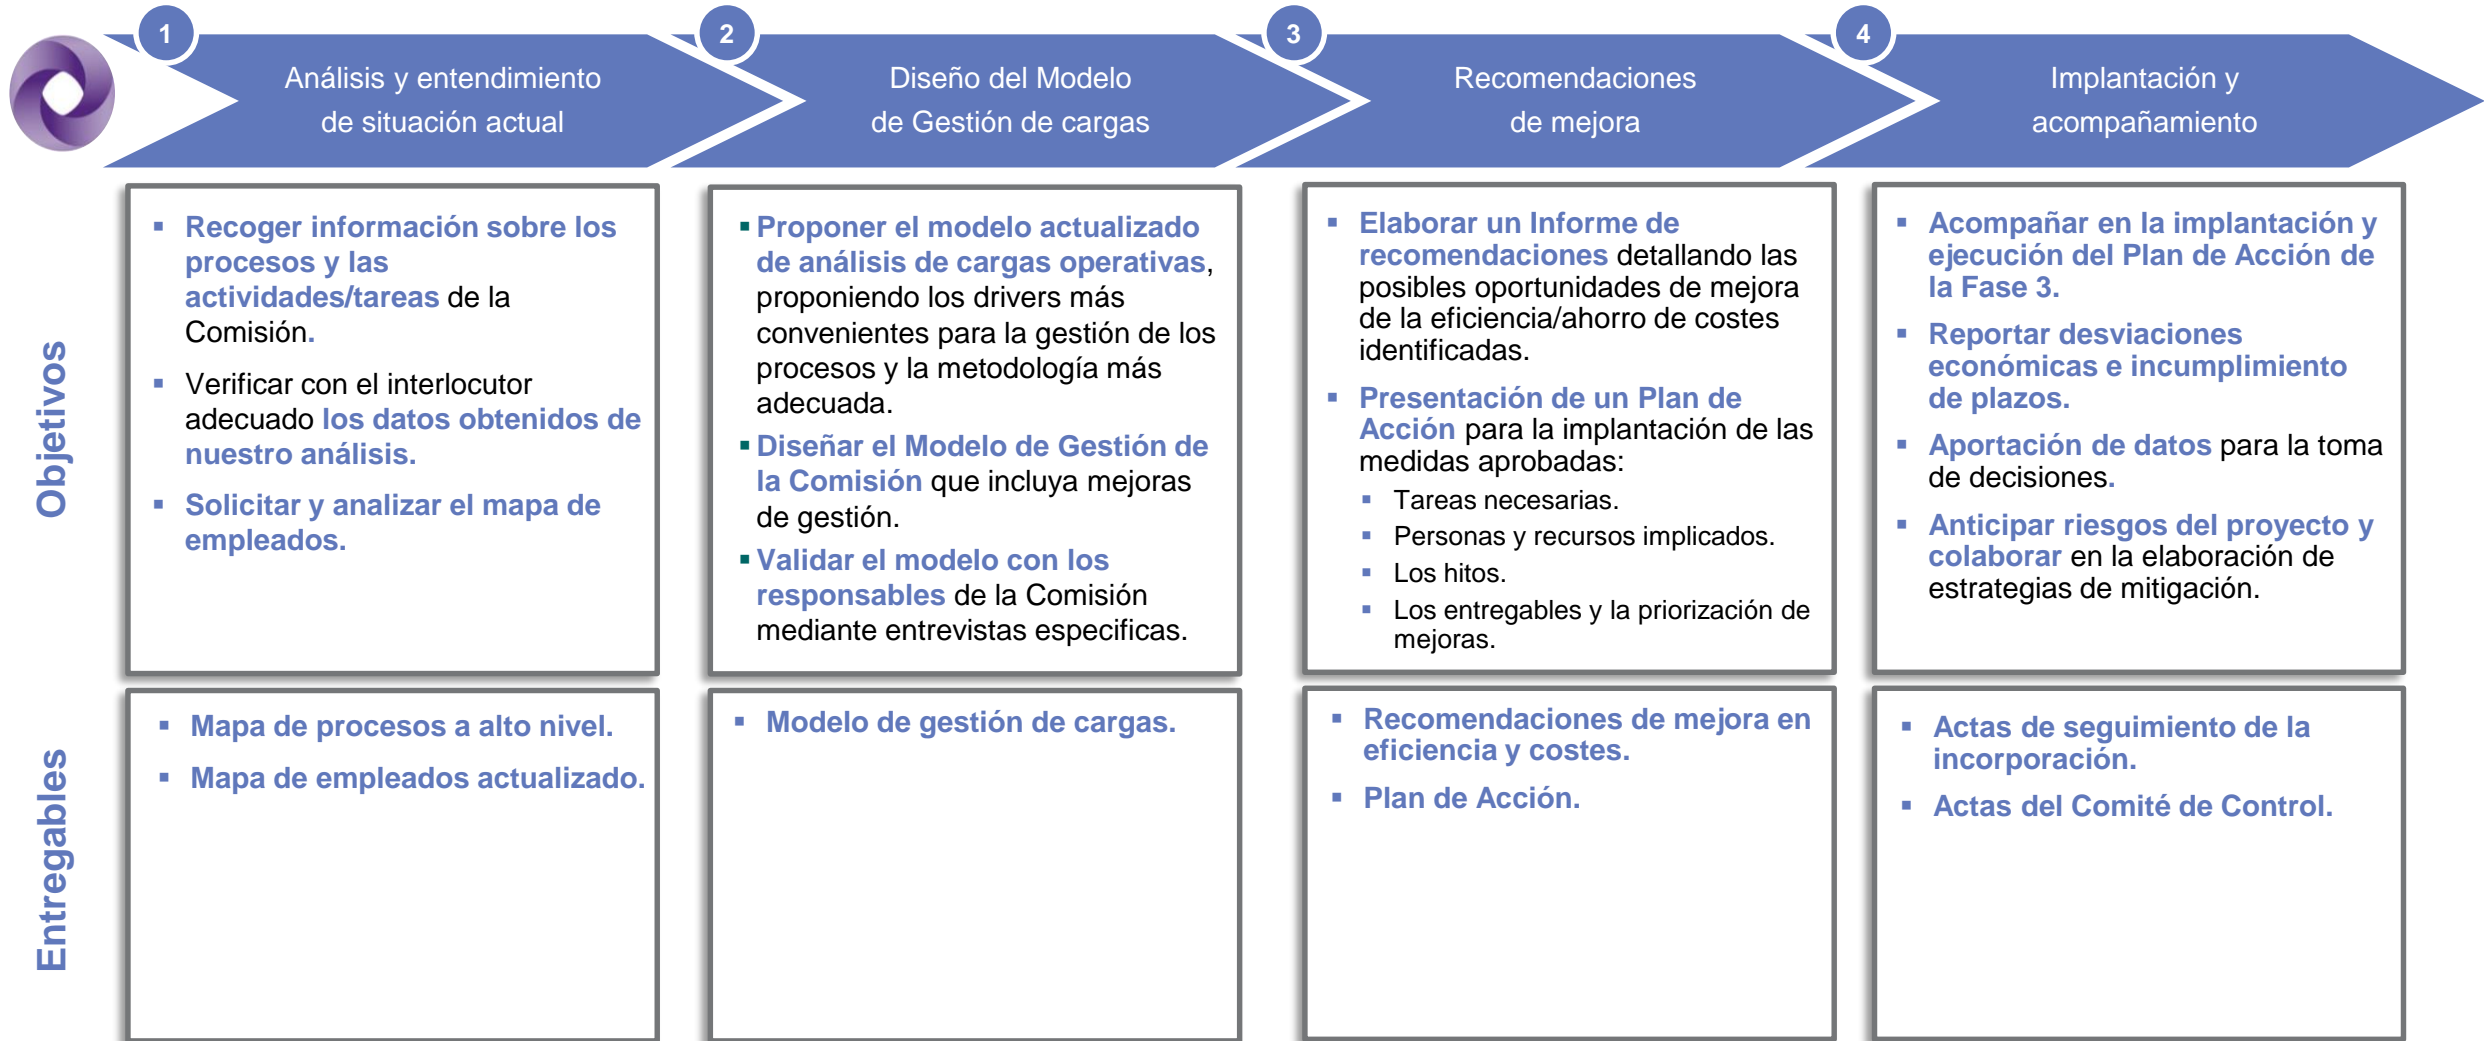 1
Análisis y entendimiento
de situación actual
2
Diseño del Modelo
de Gestión de cargas
3
Recomendaciones
de mejora
4
Implantación y
acompañamiento
Objetivos
▪ Recoger información sobre los
procesos y las
actividades/tareas de la
Comisión.
▪ Verificar con el interlocutor
adecuado los datos obtenidos de
nuestro análisis.
▪ Solicitar y analizar el mapa de
empleados.
▪ Proponer el modelo actualizado
de análisis de cargas operativas,
proponiendo los drivers más
convenientes para la gestión de los
procesos y la metodología más
adecuada.
▪ Diseñar el Modelo de Gestión de
la Comisión que incluya mejoras
de gestión.
▪ Validar el modelo con los
responsables de la Comisión
mediante entrevistas especificas.
▪ Elaborar un Informe de
recomendaciones detallando las
posibles oportunidades de mejora
de la eficiencia/ahorro de costes
identificadas.
▪ Presentación de un Plan de
Acción para la implantación de las
medidas aprobadas:
▪ Tareas necesarias.
▪ Personas y recursos implicados.
▪ Los hitos.
▪ Los entregables y la priorización de
mejoras.
▪ Acompañar en la implantación y
ejecución del Plan de Acción de
la Fase 3.
▪ Reportar desviaciones
económicas e incumplimiento
de plazos.
▪ Aportación de datos para la toma
de decisiones.
▪ Anticipar riesgos del proyecto y
colaborar en la elaboración de
estrategias de mitigación.
Entregables
▪ Mapa de procesos a alto nivel.
▪ Mapa de empleados actualizado.
▪ Modelo de gestión de cargas.
▪ Recomendaciones de mejora en
eficiencia y costes.
▪ Plan de Acción.
▪ Actas de seguimiento de la
incorporación.
▪ Actas del Comité de Control.